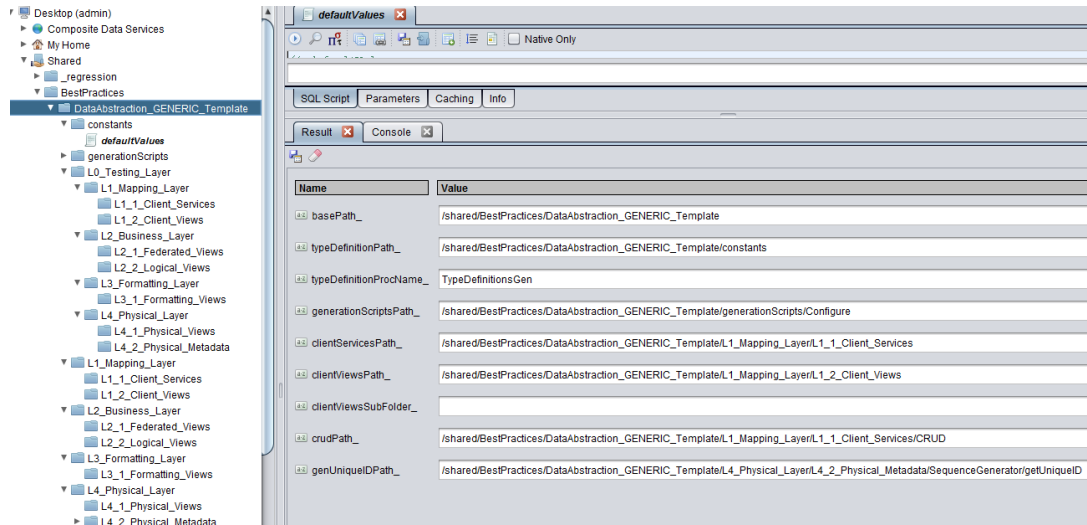 Desktop (admin)
Composite Data Services
My Home
Shared
_regression
BestPractices
DataAbstraction_GENERIC_Template
constants
defaultValues
generationScripts
L0_Testing_Layer
L1_Mapping_Layer
L1_1_Client_Services
L1_2_Client_Views
L2_Business_Layer
L2_1_Federated_Views
L2_2_Logical_Views
L3_Formatting_Layer
L3_1_Formatting_Views
L4_Physical_Layer
L4_1_Physical_Views
L4_2_Physical_Metadata
L1_Mapping_Layer
L1_1_Client_Services
L1_2_Client_Views
L2_Business_Layer
L2_1_Federated_Views
L2_2_Logical_Views
L3_Formatting_Layer
L3_1_Formatting_Views
L4_Physical_Layer
L4_1_Physical_Views
L4_2_Physical_Metadata
defaultValues
Native Only
SQL Script Parameters Caching Info
Result Console
Name Value
basePath_ /shared/BestPractices/DataAbstraction_GENERIC_Template
typeDefinitionPath_ /shared/BestPractices/DataAbstraction_GENERIC_Template/constants
typeDefinitionProcName_ TypeDefinitionsGen
generationScriptsPath_ /shared/BestPractices/DataAbstraction_GENERIC_Template/generationScripts/Configure
clientServicesPath_ /shared/BestPractices/DataAbstraction_GENERIC_Template/L1_Mapping_Layer/L1_1_Client_Services
clientViewsPath_ /shared/BestPractices/DataAbstraction_GENERIC_Template/L1_Mapping_Layer/L1_2_Client_Views
clientViewsSubFolder_
crudPath_ /shared/BestPractices/DataAbstraction_GENERIC_Template/L1_Mapping_Layer/L1_1_Client_Services/CRUD
genUniqueIDPath_ /shared/BestPractices/DataAbstraction_GENERIC_Template/L4_Physical_Layer/L4_2_Physical_Metadata/SequenceGenerator/getUniqueID